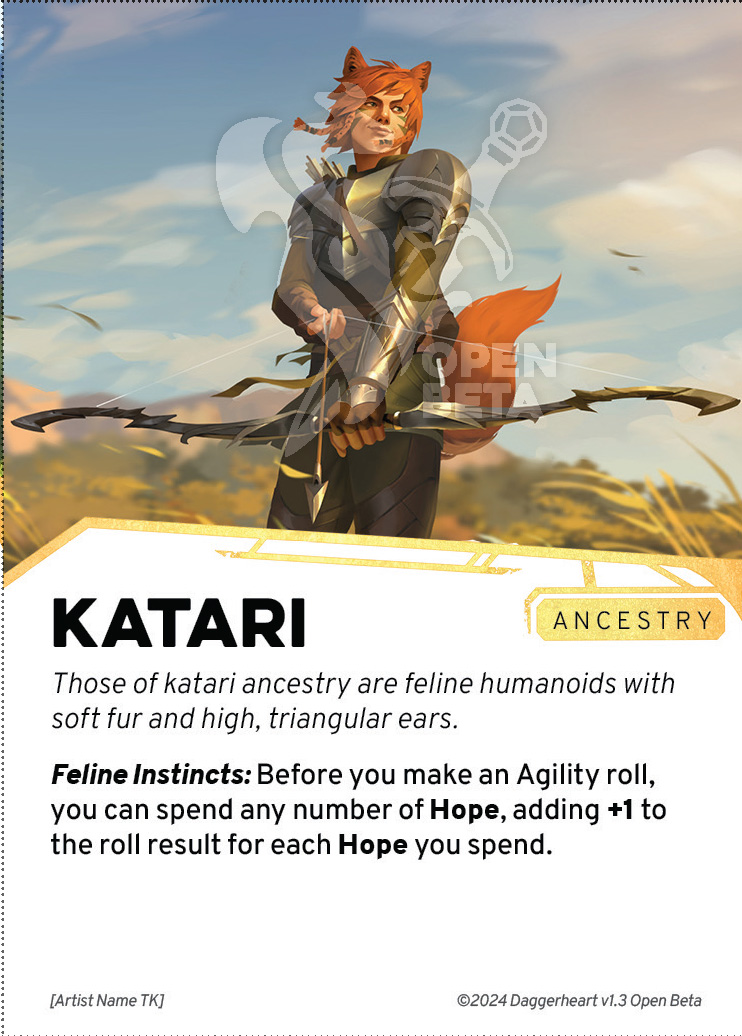 OPEN
BETA
KATARI
ANCESTRY
Those of katari ancestry are feline humanoids with
soft fur and high, triangular ears.
Feline Instincts: Before you make an Agility roll,
you can spend any number of Hope, adding +1 to
the roll result for each Hope you spend.
[Artist Name TK]
©2024 Daggerheart v1.3 Open Beta